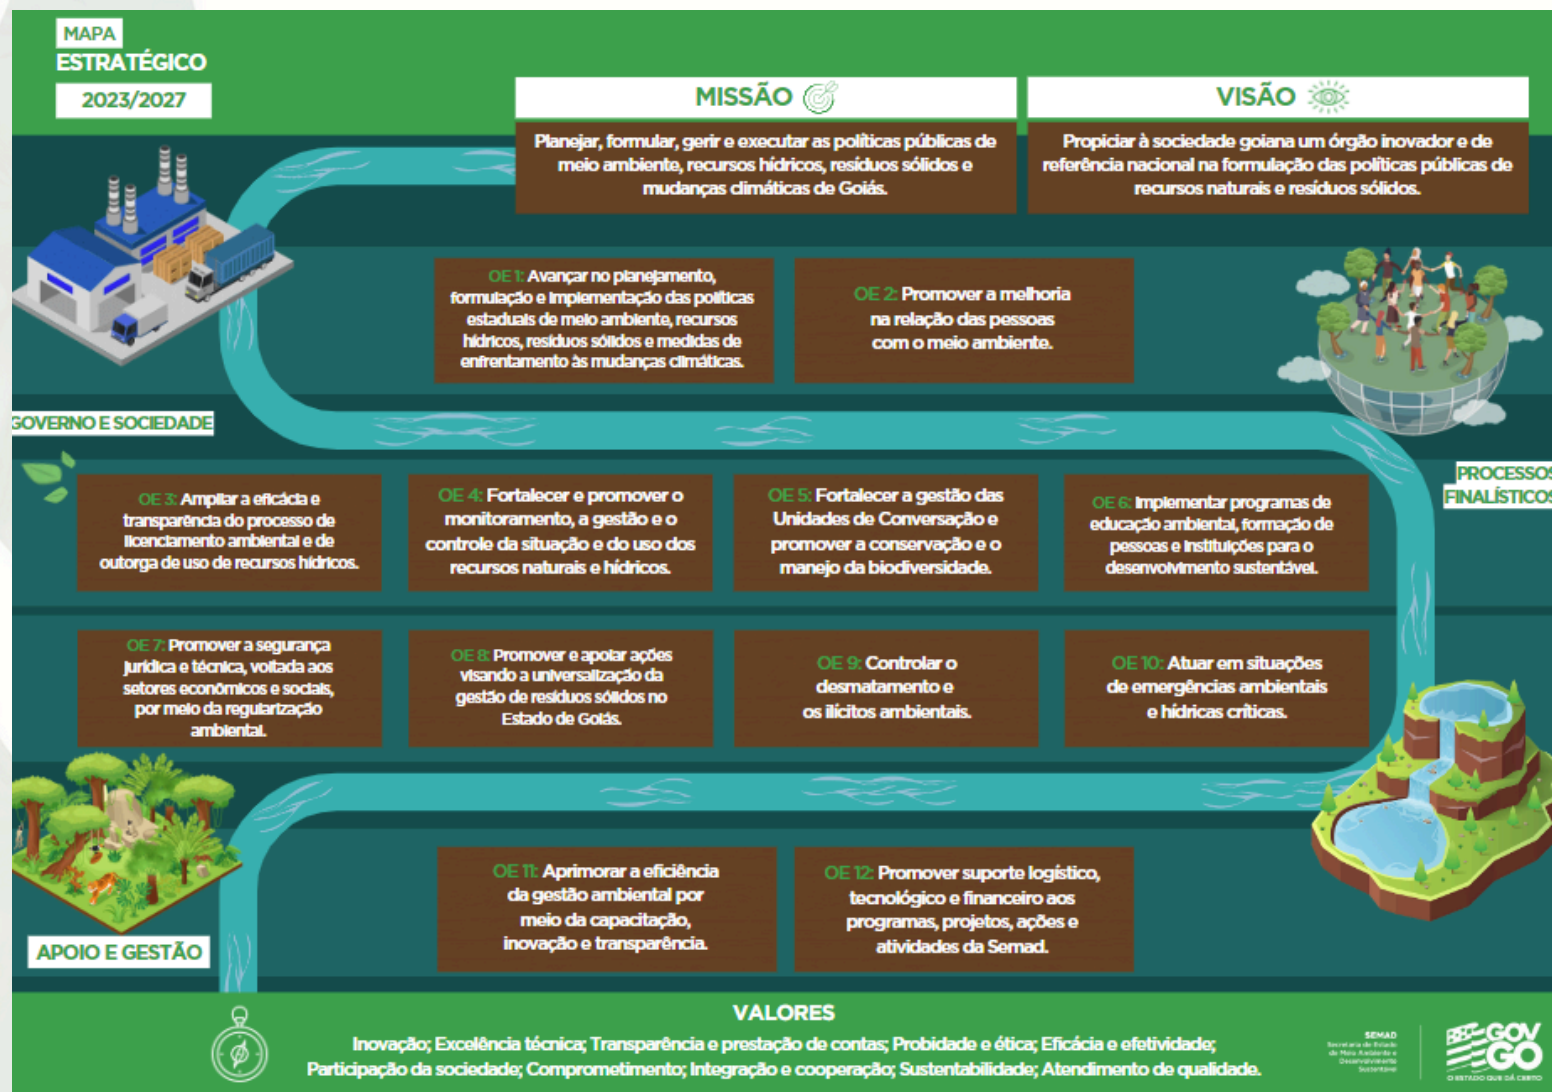 MAPA
ESTRATÉGICO
2023/2027
MISSÃO
Planejar, formular, gerir e executar as políticas públicas de
meio ambiente, recursos hídricos, resíduos sólidos e
mudanças climáticas de Goiás.
VISÃO
Propiciar à sociedade goiana um órgão inovador e de
referência nacional na formulação das políticas públicas de
recursos naturais e resíduos sólidos.
OE 1: Avançar no planejamento,
formulação e implementação das políticas
estaduais de meio ambiente, recursos
hídricos, resíduos sólidos e medidas de
enfrentamento às mudanças climáticas.
OE 2: Promover a melhoria
na relação das pessoas
com o meio ambiente.
GOVERNO E SOCIEDADE
PROCESSOS
FINALÍSTICOS
OE 3: Ampliar a eficácia e
transparência do processo de
licenciamento ambiental e de
outorga de uso de recursos hídricos.
OE 4: Fortalecer e promover o
monitoramento, a gestão e o
controle da situação e do uso dos
recursos naturais e hídricos.
OE 5: Fortalecer a gestão das
Unidades de Conversação e
promover a conservação e o
manejo da biodiversidade.
OE 6: Implementar programas de
educação ambiental, formação de
pessoas e instituições para o
desenvolvimento sustentável.
OE 7: Promover a segurança
jurídica e técnica, voltada aos
setores econômicos e sociais,
por meio da regularização
ambiental.
OE 8: Promover e apoiar ações
visando a universalização da
gestão de resíduos sólidos no
Estado de Goiás.
OE 9: Controlar o
desmatamento e
os ilícitos ambientais.
OE 10: Atuar em situações
de emergências ambientais
e hídricas críticas.
OE 11: Aprimorar a eficiência
da gestão ambiental por
meio da capacitação,
inovação e transparência.
OE 12: Promover suporte logístico,
tecnológico e financeiro aos
programas, projetos, ações e
atividades da Semad.
APOIO E GESTÃO
VALORES
Inovação; Excelência técnica; Transparência e prestação de contas; Probidade e ética; Eficácia e efetividade;
Participação da sociedade; Comprometimento; Integração e cooperação; Sustentabilidade; Atendimento de qualidade.
SEMAD
Secretaria de Estado
de Meio Ambiente e
Desenvolvimento
Sustentável
GOV
GO
O ESTADO QUE DÁ CERTO